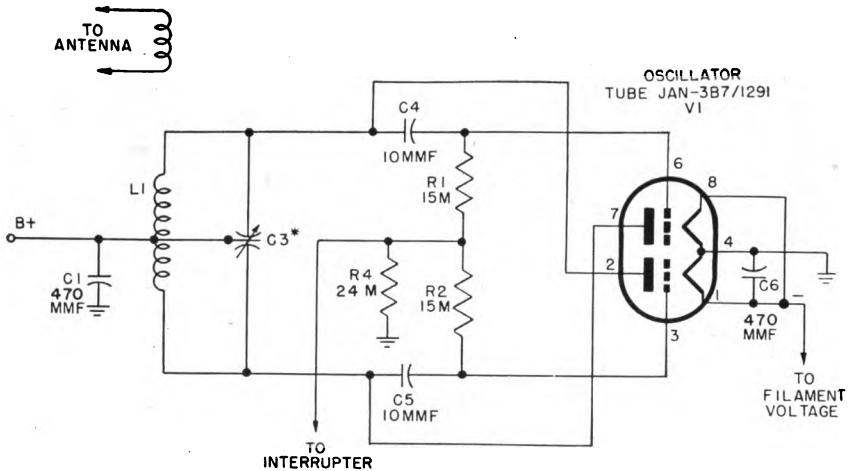 TO
ANTENNA
OSCILLATOR
TUBE JAN-3B7/1291
V1
C4
10MMF
6
L1
R1
15M
8
7
B+
C3*
4
C1
470
MMF
R4
24 M
R2
15M
2
C6
1
–
470
MMF
3
C5
10MMF
TO
FILAMENT
VOLTAGE
TO
INTERRUPTER